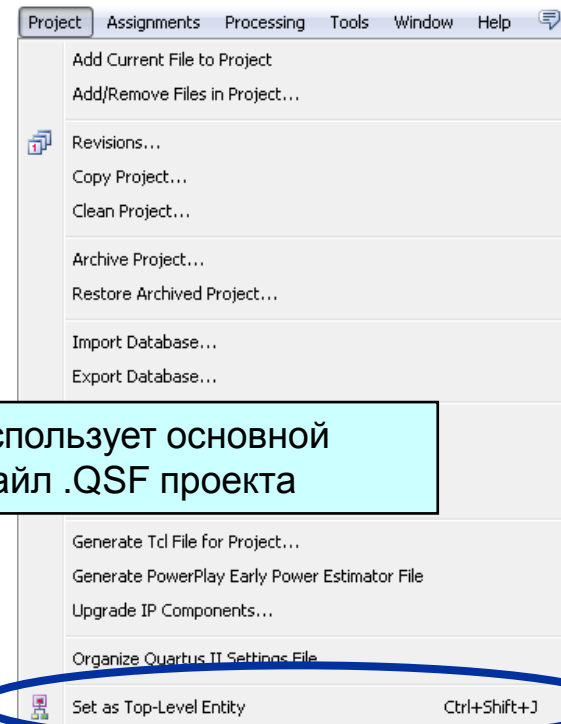 Project Assignments Processing Tools Window Help
Add Current File to Project
Add/Remove Files in Project...
1 Revisions...
Copy Project...
Clean Project...
Archive Project...
Restore Archived Project...
Import Database...
Export Database...
спользует основной
айл .QSF проекта
Generate Tcl File for Project...
Generate PowerPlay Early Power Estimator File
Upgrade IP Components...
Organize Quartus II Settings File
Set as Top-Level Entity Ctrl+Shift+J